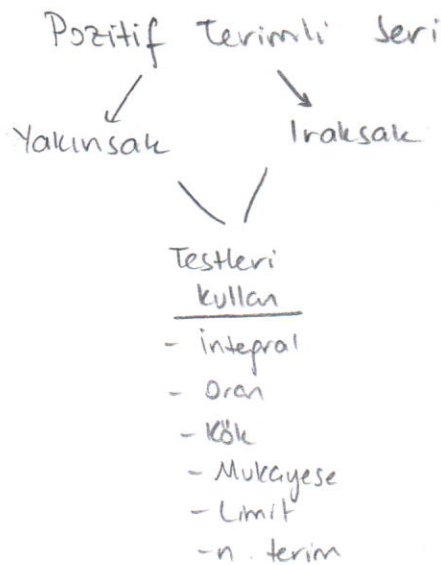 Pozitif Terimli Seri
Yakınsak Iraksak
Testleri
kullan
- integral
- Oran
- Kök
- Mukayese
- Limit
- n. terim